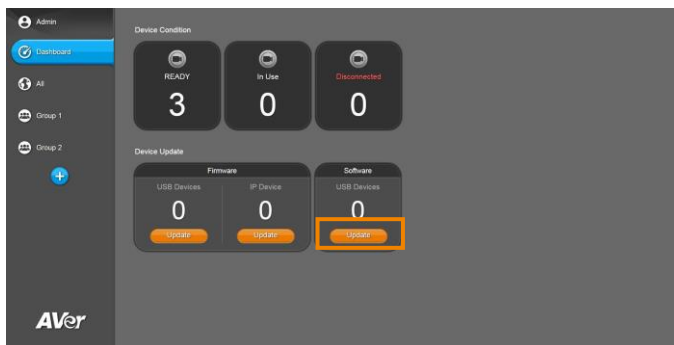 Admin
Dashboard
All
Group 1
Group 2
AVer
Device Condition
READY
3
In Use
0
Disconnected
0
Device Update
Firmware
USB Devices
0
Update
IP Device
0
Update
Software
USB Devices
0
Update